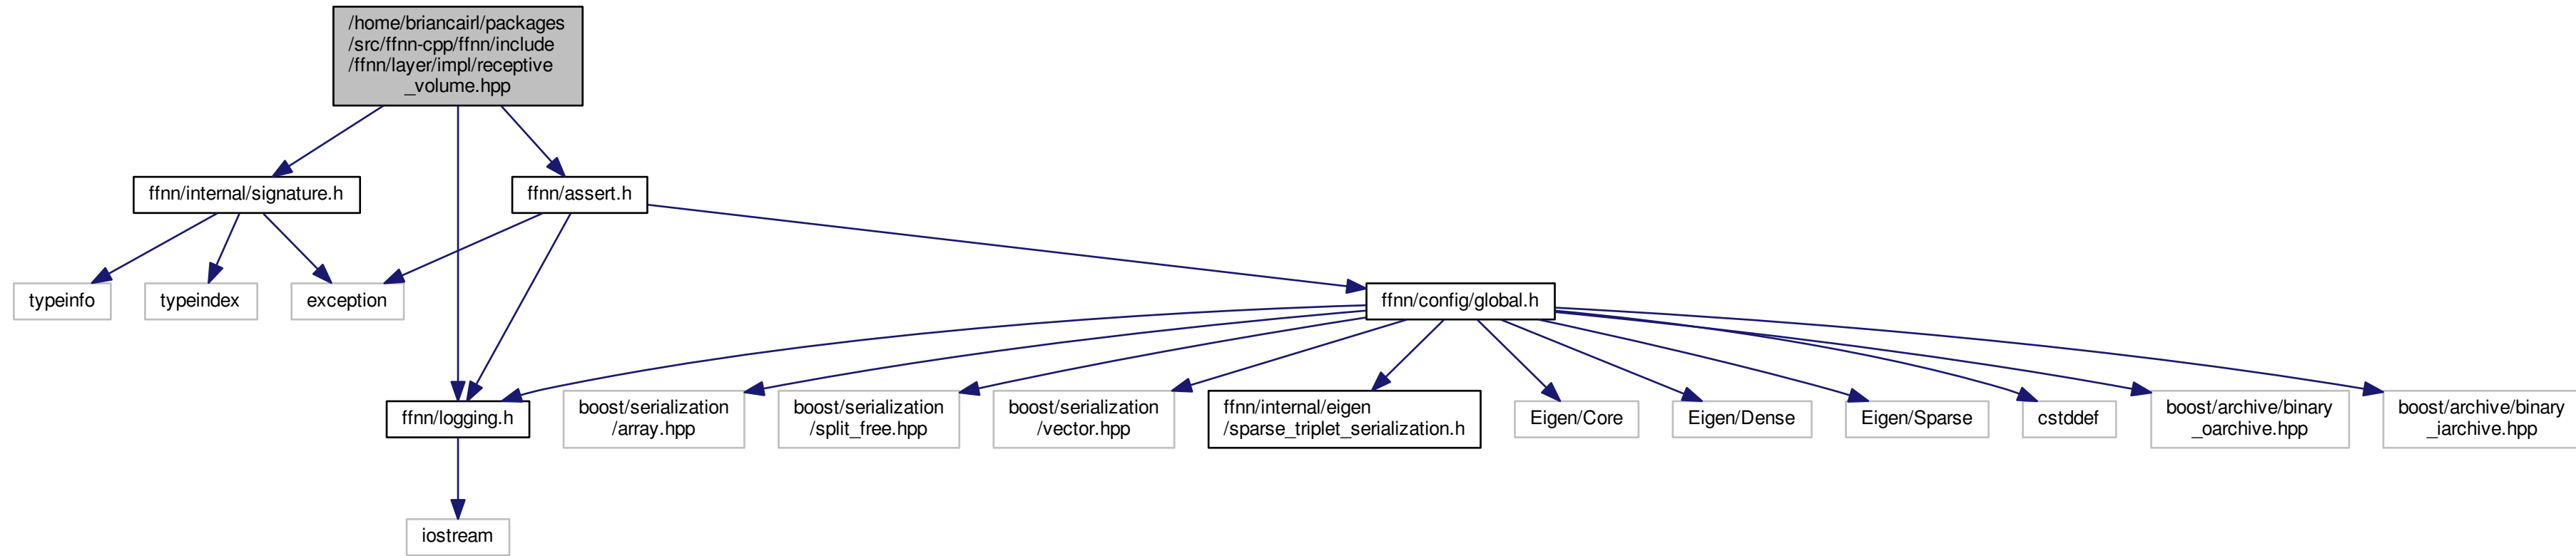 /home/briancairl/packages
/src/ffnn-cpp/ffnn/include
/ffnn/layer/impl/receptive
_volume.hpp
ffnn/internal/signature.h
ffnn/assert.h
typeinfo
typeindex
exception
ffnn/config/global.h
ffnn/logging.h
boost/serialization
/array.hpp
boost/serialization
/split_free.hpp
boost/serialization
/vector.hpp
ffnn/internal/eigen
/sparse_triplet_serialization.h
Eigen/Core
Eigen/Dense
Eigen/Sparse
cstddef
boost/archive/binary
_oarchive.hpp
boost/archive/binary
_iarchive.hpp
iostream